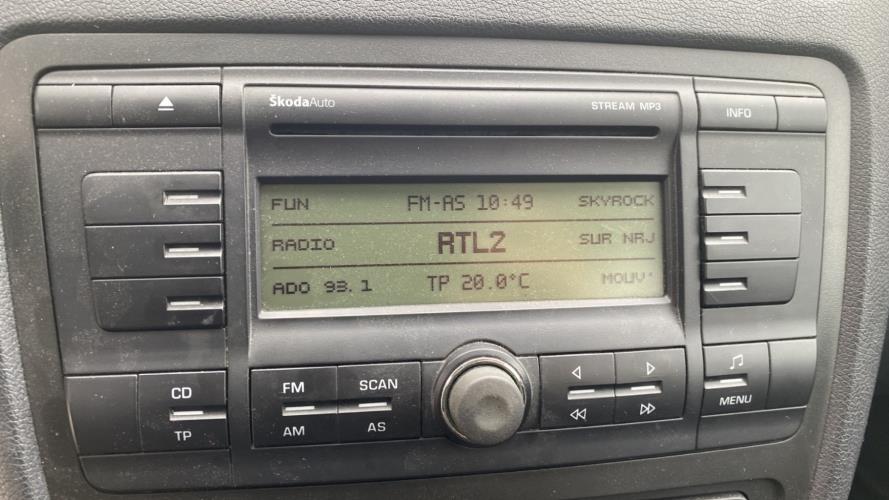 ŠkodaAuto STREAM MP3 INFO
FUN FM-AS 10:49 SKYROCK
RADIO RTL2 SUR NRJ
ADO 93.1 TP 20.0°C MOUV'
CD FM SCAN
TP AM AS MENU